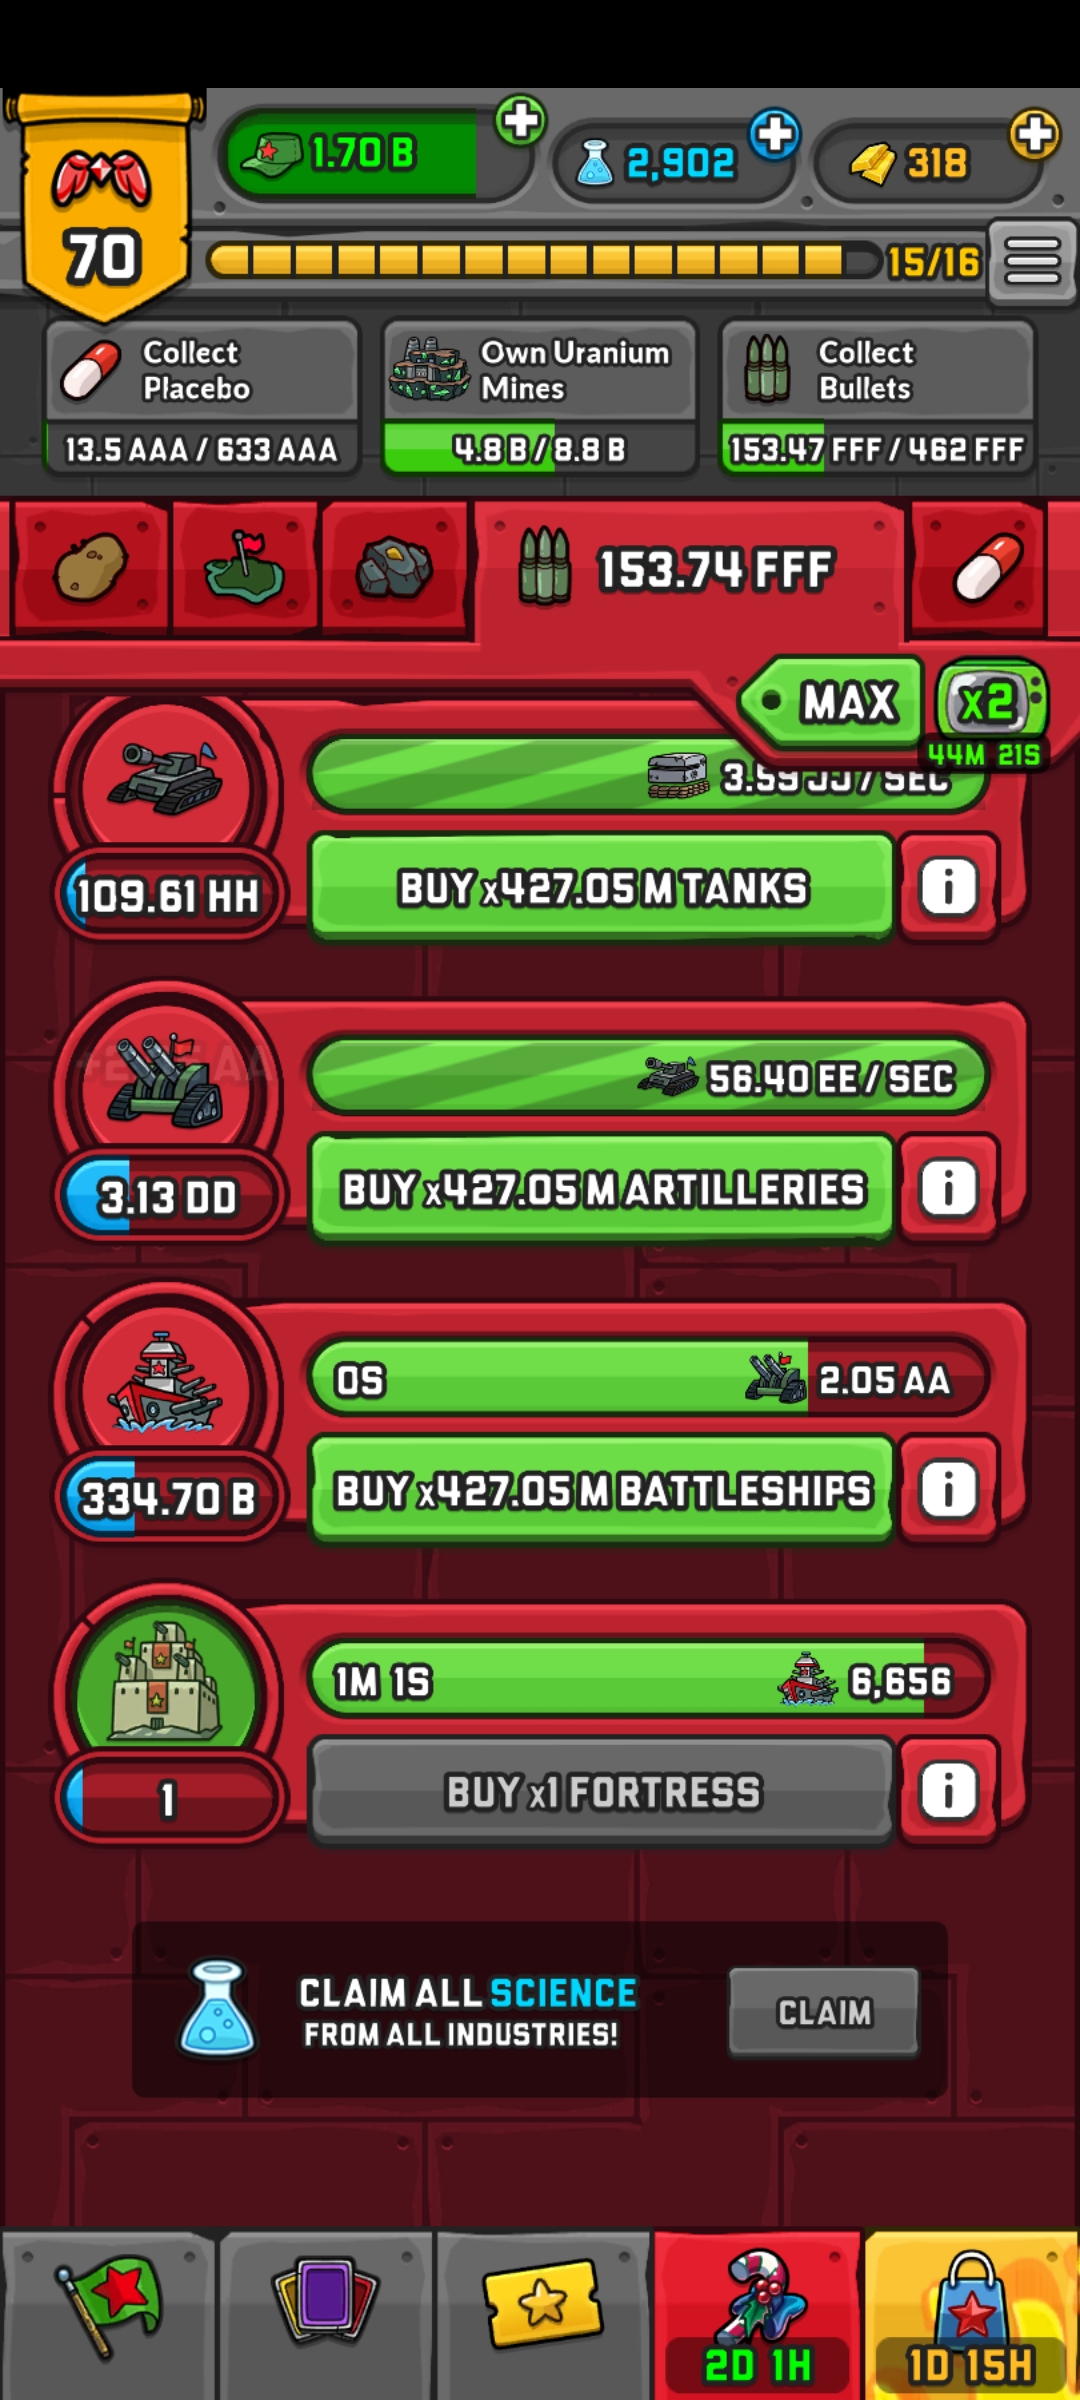 70
1.70 B
2,902
318
15/16
Collect
Placebo
13.5 AAA / 633 AAA
Own Uranium
Mines
4.8 B / 8.8 B
Collect
Bullets
153.47 FFF / 462 FFF
153.74 FFF
MAX
x2
44M 21S
3.59 JJ / SEC
109.61 HH
BUY x427.05 M TANKS
i
56.40 EE / SEC
3.13 DD
BUY x427.05 M ARTILLERIES
i
0S
2.05 AA
334.70 B
BUY x427.05 M BATTLESHIPS
i
1M 1S
6,656
1
BUY x1 FORTRESS
i
CLAIM ALL SCIENCE
FROM ALL INDUSTRIES!
CLAIM
2D 1H
1D 15H